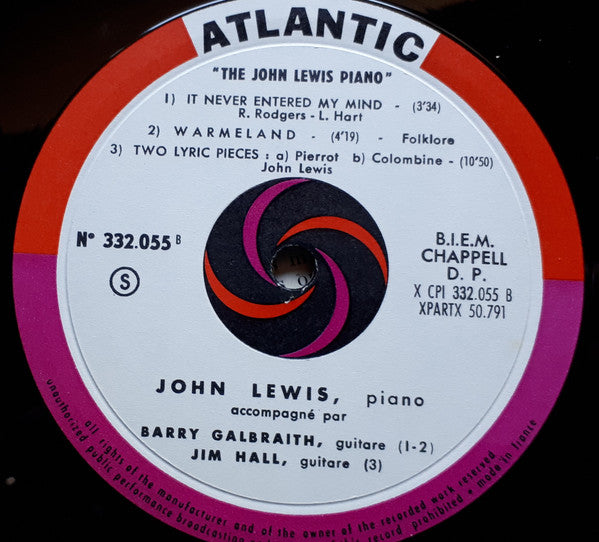 ATLANTIC
"THE JOHN LEWIS PIANO"
1) IT NEVER ENTERED MY MIND - (3'34)
R. Rodgers - L. Hart
2) WARMELAND - (4'19) - Folklore
3) TWO LYRIC PIECES : a) Pierrot b) Colombine - (10'50)
John Lewis
N° 332.055 B
S
B.I.E.M.
CHAPPELL
D. P.
X CPI 332.055 B
XPARTX 50.791
JOHN LEWIS, piano
accompagné par
BARRY GALBRAITH, guitare (1-2)
JIM HALL, guitare (3)
all rights of the manufacturer and of the owner of the record work reserved
unauthorized public performance broadcasting
made in france